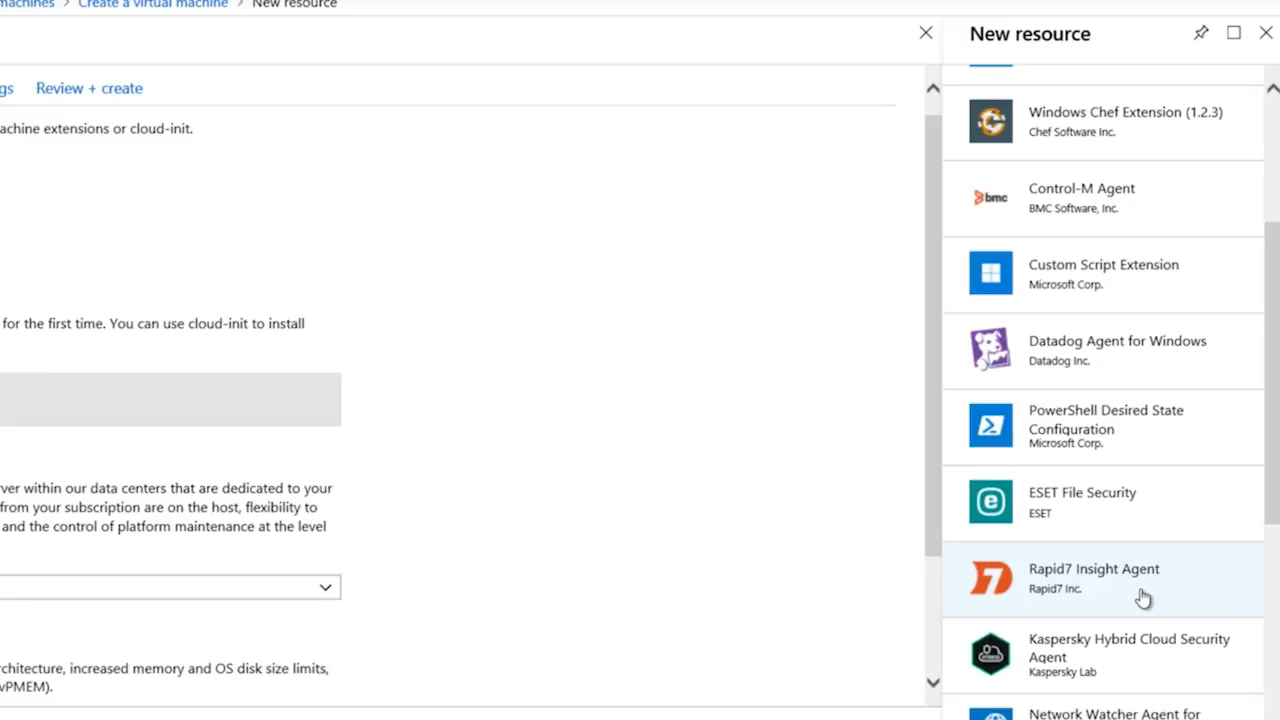 machines > Create a virtual machine > New resource
New resource
gs Review + create
achine extensions or cloud-init.
for the first time. You can use cloud-init to install
ver within our data centers that are dedicated to your
from your subscription are on the host, flexibility to
and the control of platform maintenance at the level
rchitecture, increased memory and OS disk size limits,
vPMEM).
Windows Chef Extension (1.2.3)
Chef Software Inc.
bmc
Control-M Agent
BMC Software, Inc.
Custom Script Extension
Microsoft Corp.
Datadog Agent for Windows
Datadog Inc.
PowerShell Desired State
Configuration
Microsoft Corp.
ESET File Security
ESET
Rapid7 Insight Agent
Rapid7 Inc.
Kaspersky Hybrid Cloud Security
Agent
Kaspersky Lab
Network Watcher Agent for